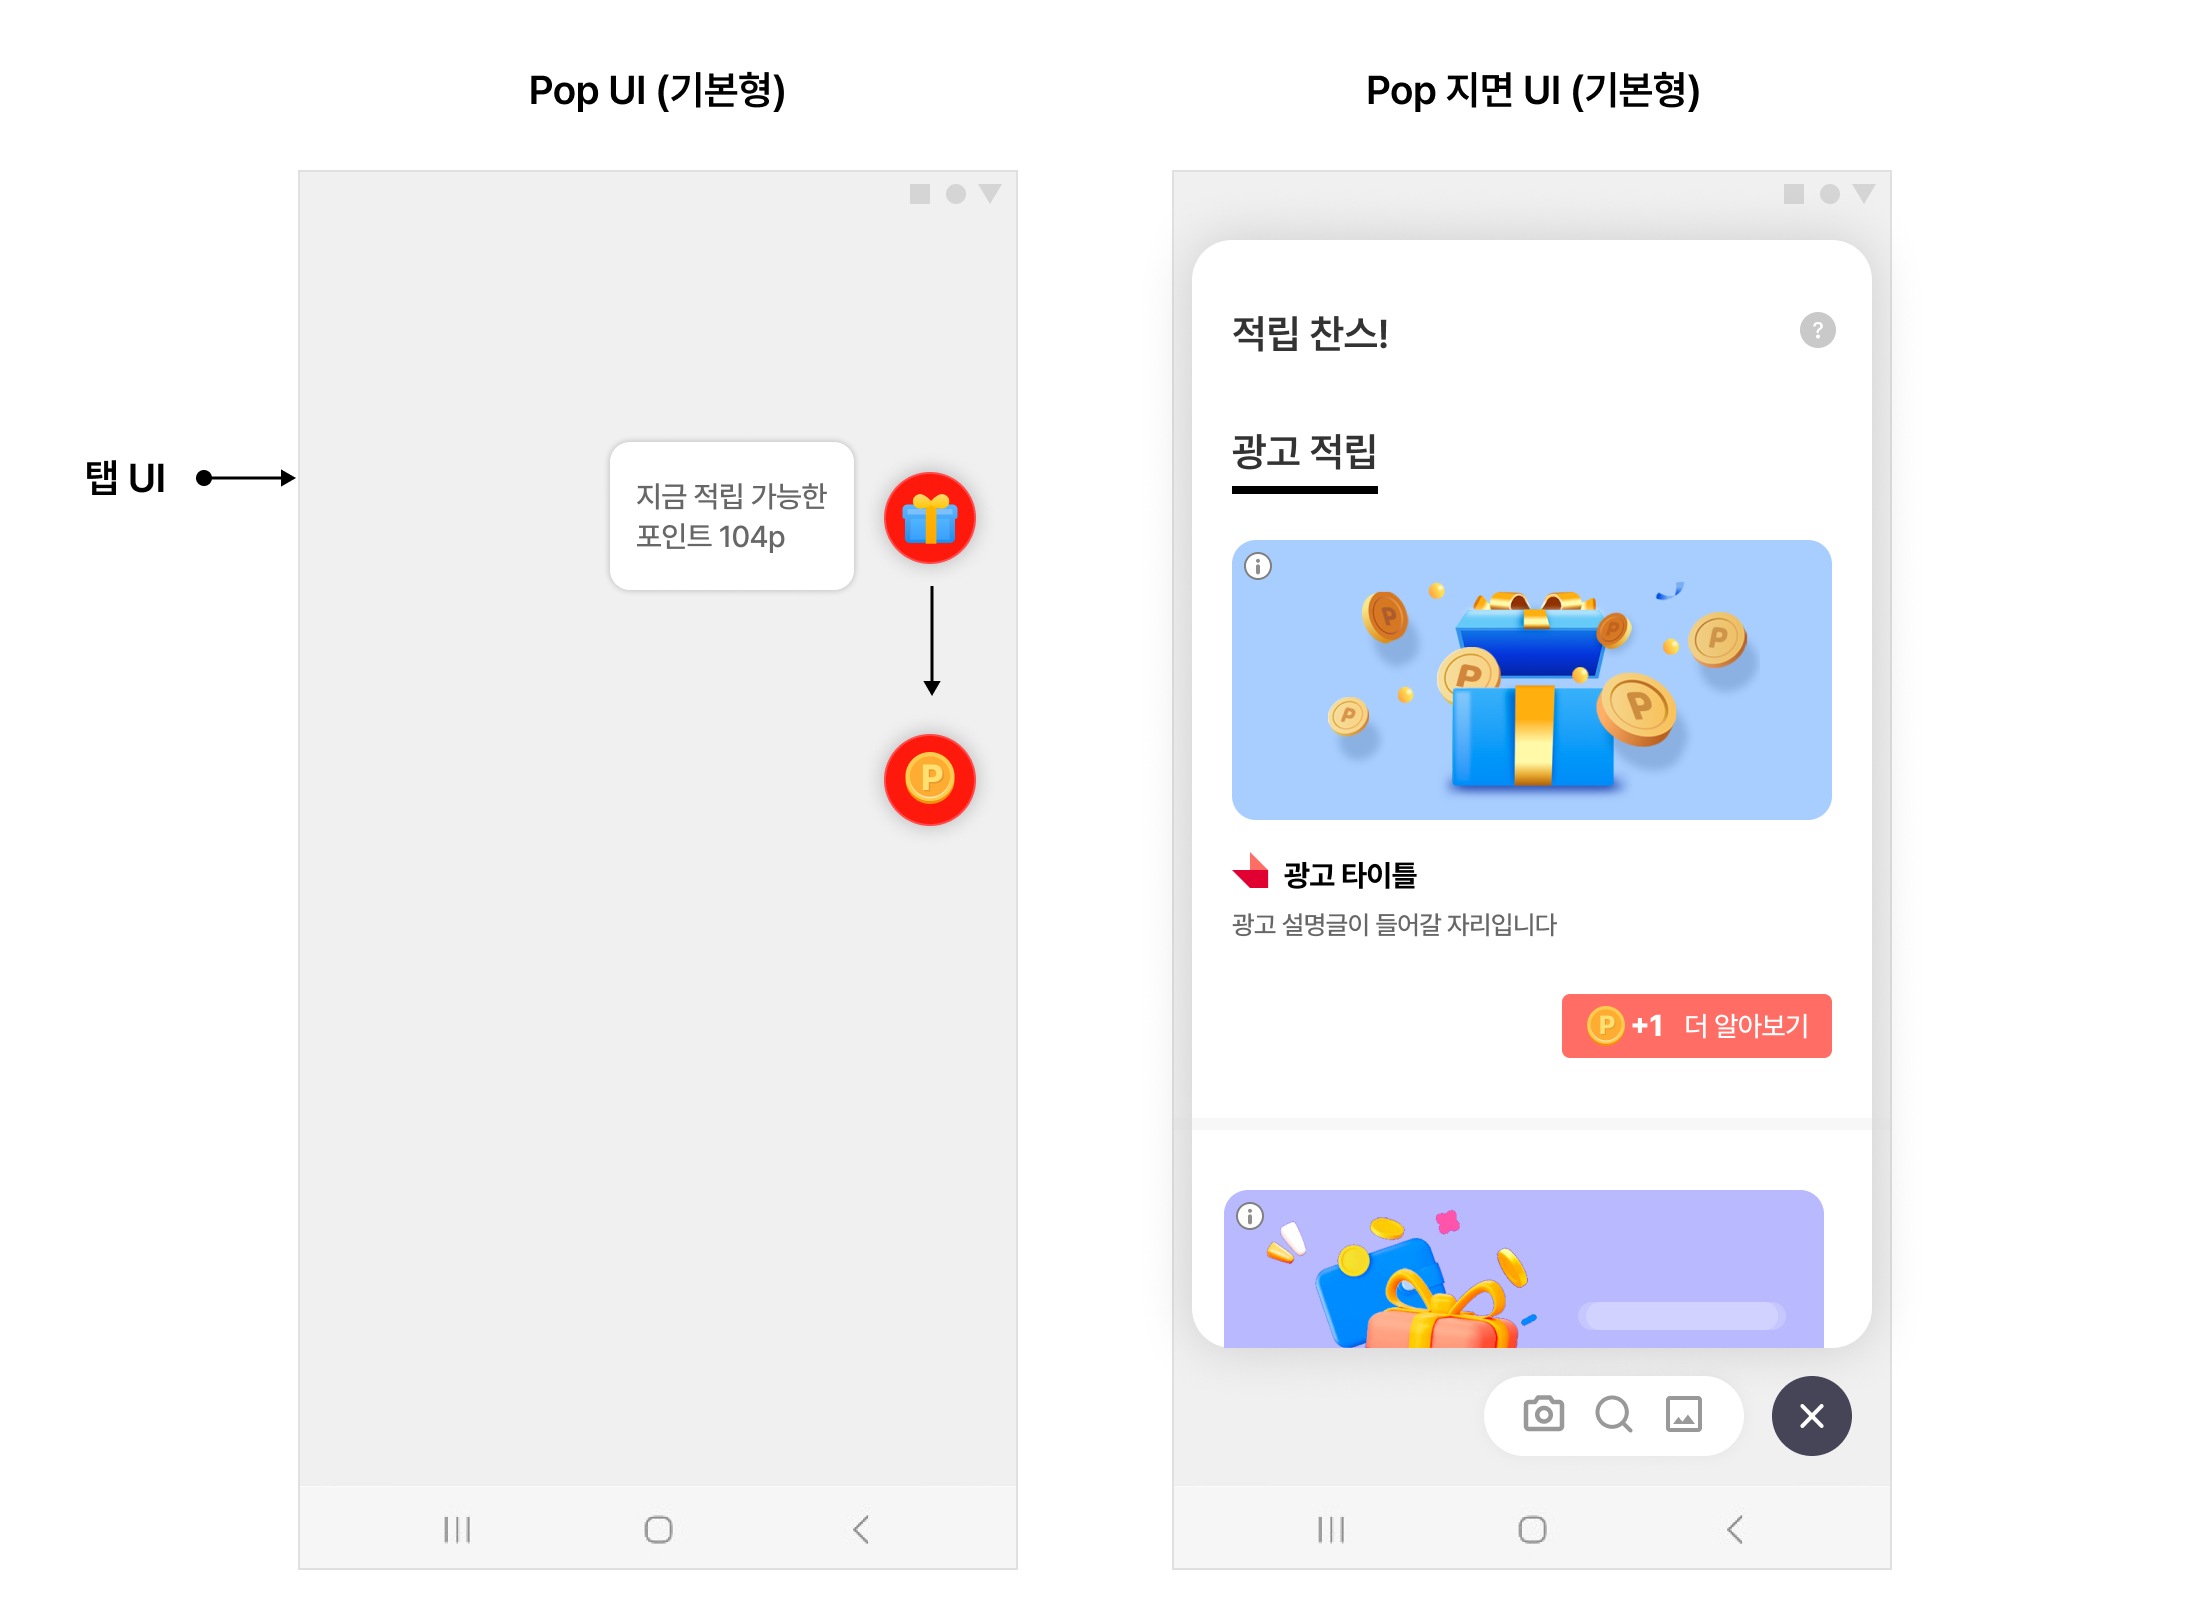 Pop UI (기본형)
Pop 지면 UI (기본형)
탭 UI
지금 적립 가능한
포인트 104p
P
적립 찬스!
?
광고 적립
P
P
P
P
P
P
광고 타이틀
광고 설명글이 들어갈 자리입니다
P +1 더 알아보기